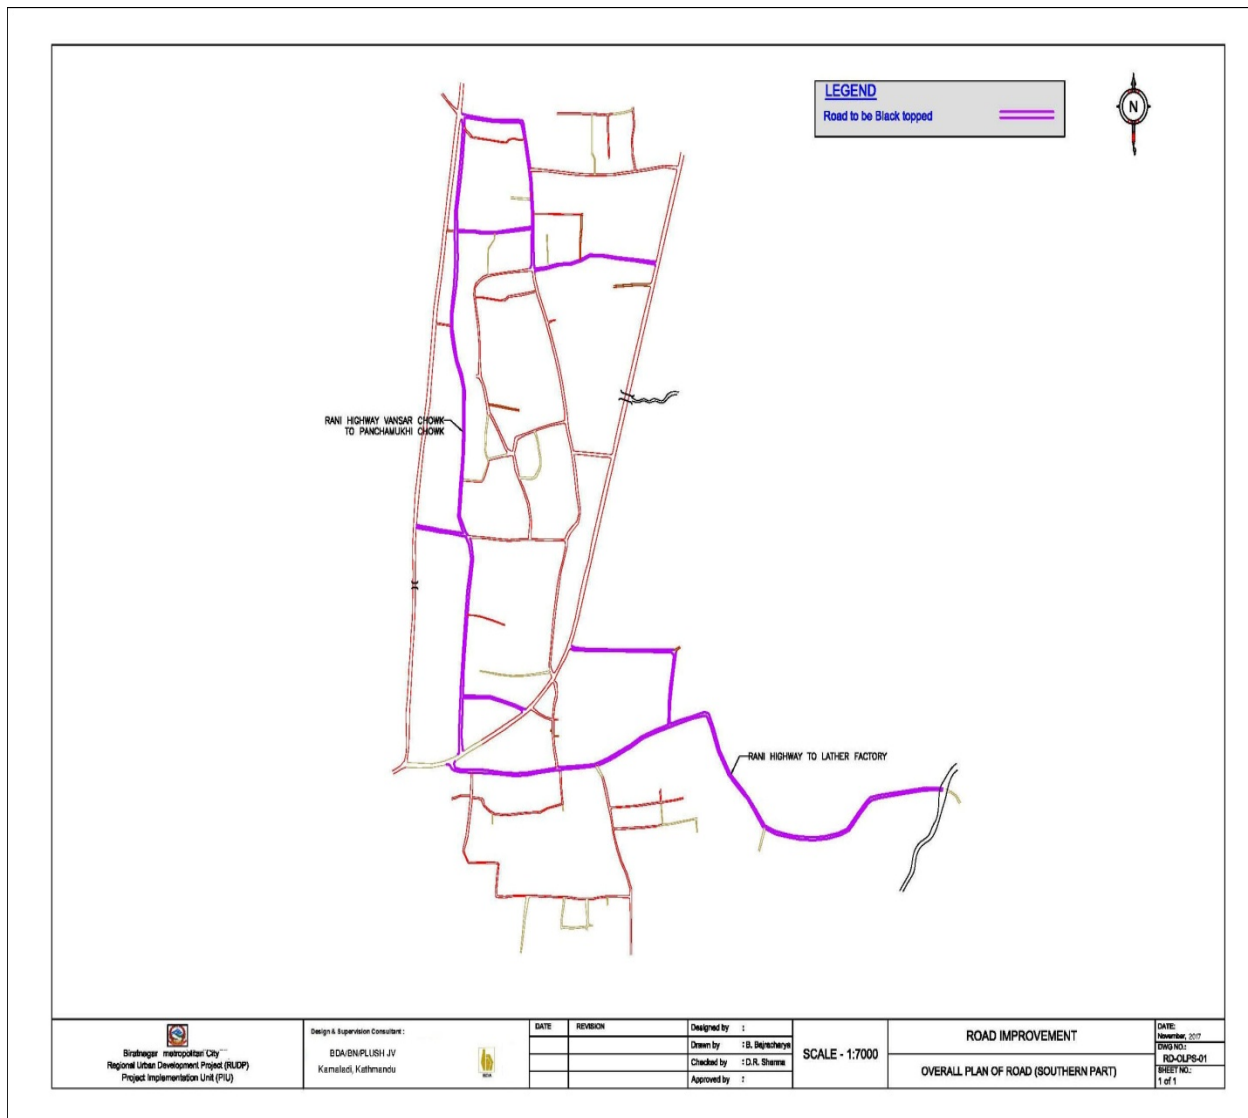 LEGEND
Road to be Black topped
N
RANI HIGHWAY VANSAR CHOWK
TO PANCHAMUKHI CHOWK
RANI HIGHWAY TO LATHER FACTORY
Biratnagar metropolitan City
Regional Urban Development Project (RUDP)
Project Implementation Unit (PIU)
Design & Supervision Consultant :
BDA/BN/PLUSH JV
Kamaladi, Kathmandu
BDA
DATE
REVISION
Designed by :
Drawn by : B. Bajracharya
Checked by : D.R. Sharma
Approved by :
SCALE - 1:7000
ROAD IMPROVEMENT
OVERALL PLAN OF ROAD (SOUTHERN PART)
DATE:
November, 2017
DWG NO.:
RD-OLPS-01
SHEET NO.:
1 of 1